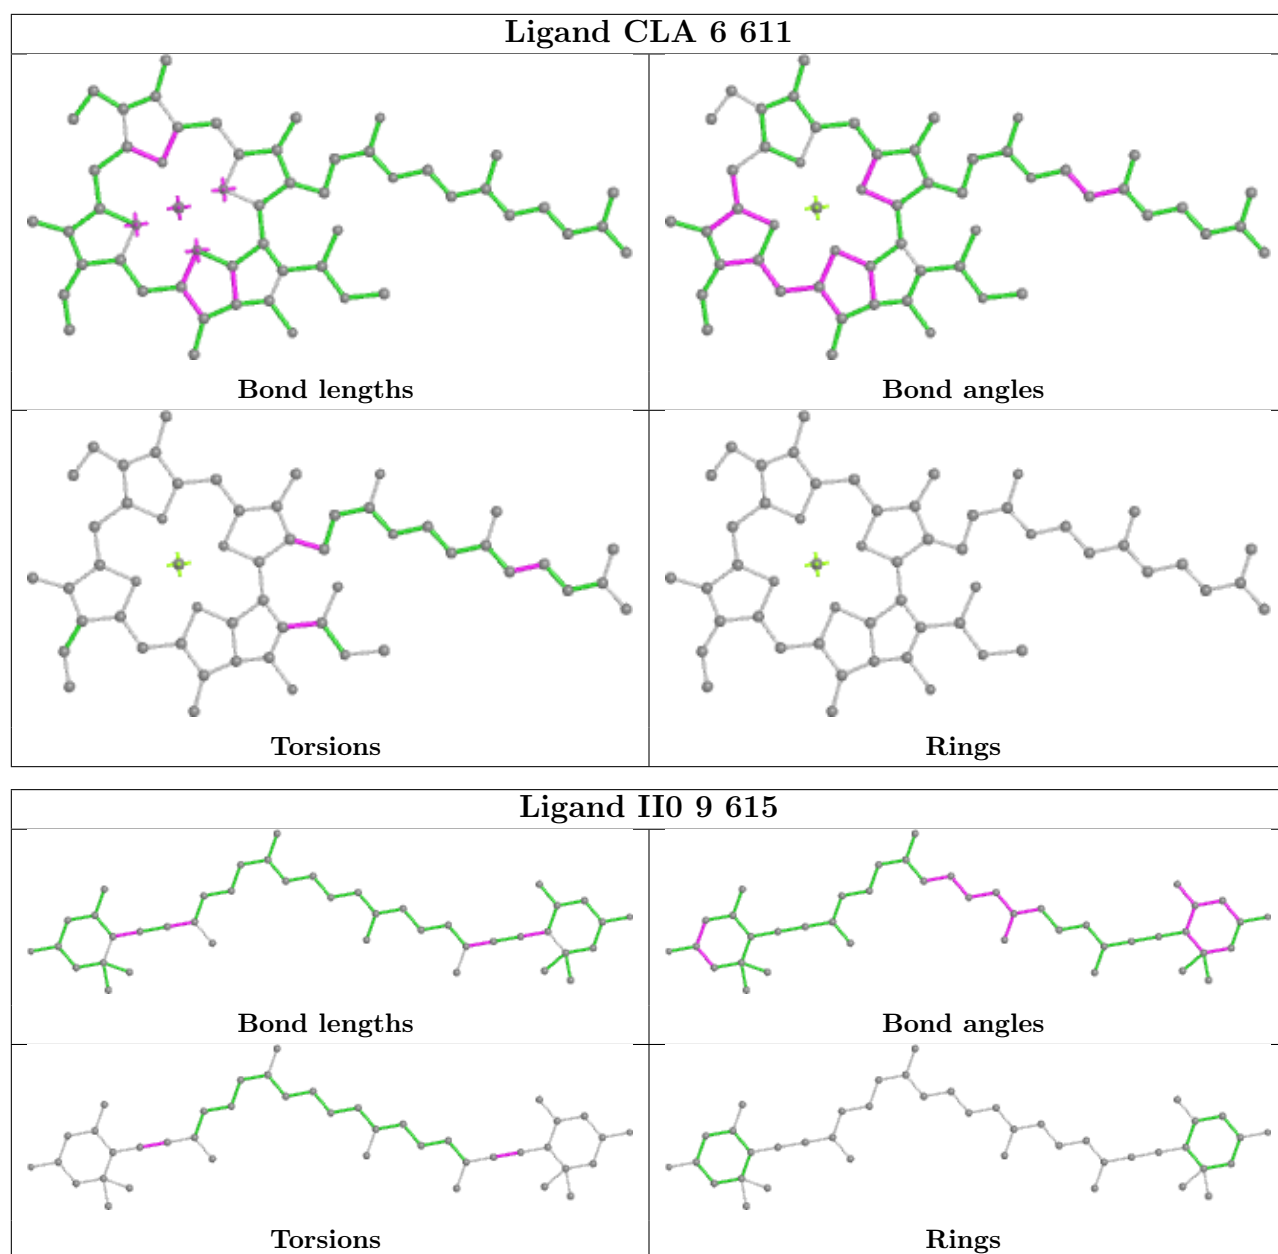 Ligand CLA 6 611
Bond lengths
Bond angles
Torsions
Rings
Ligand II0 9 615
Bond lengths
Bond angles
Torsions
Rings